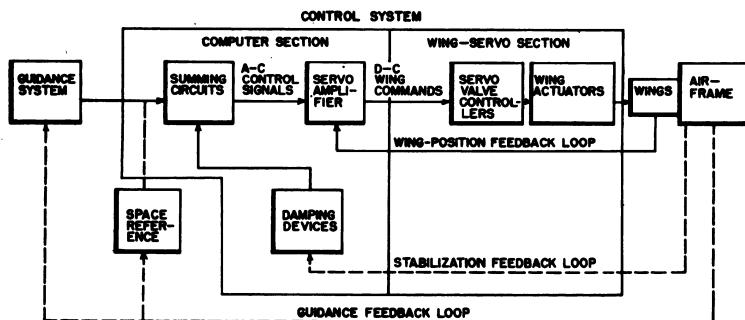 CONTROL SYSTEM
COMPUTER SECTION
WING-SERVO SECTION
GUIDANCE
SYSTEM
SUMMING
CIRCUITS
A-C
CONTROL
SIGNALS
SERVO
AMPLI-
FIER
D-C
WING
COMMANDS
SERVO
VALVE
CONTROL-
LERS
WING
ACTUATORS
WINGS
AIR-
FRAME
WING-POSITION FEEDBACK LOOP
SPACE
REFER-
ENCE
DAMPING
DEVICES
STABILIZATION FEEDBACK LOOP
GUIDANCE FEEDBACK LOOP